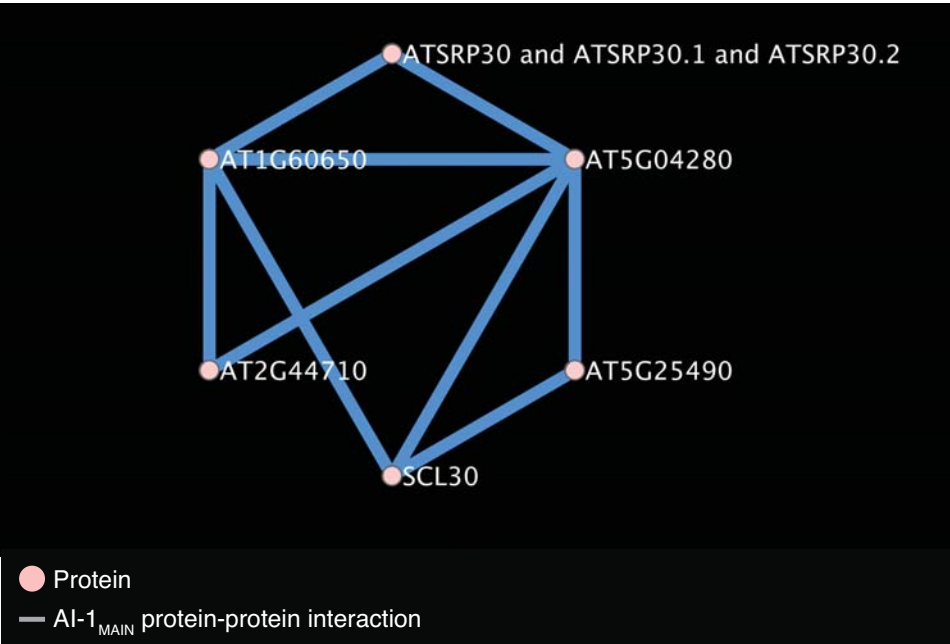 ATSRP30 and ATSRP30.1 and ATSRP30.2
AT1G60650
AT5G04280
AT2G44710
AT5G25490
SCL30
Protein
AI-1MAIN protein-protein interaction